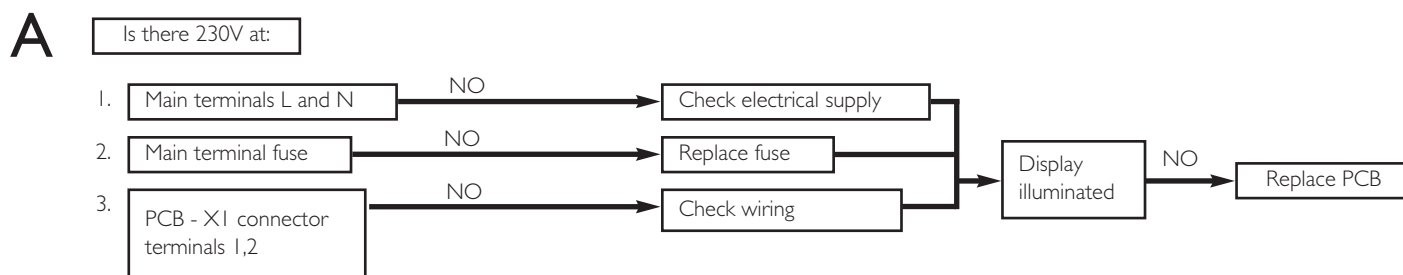 A
Is there 230V at:
1. Main terminals L and N
NO
Check electrical supply
2. Main terminal fuse
NO
Replace fuse
Display
illuminated
NO
Replace PCB
3. PCB - X1 connector
terminals 1,2
NO
Check wiring